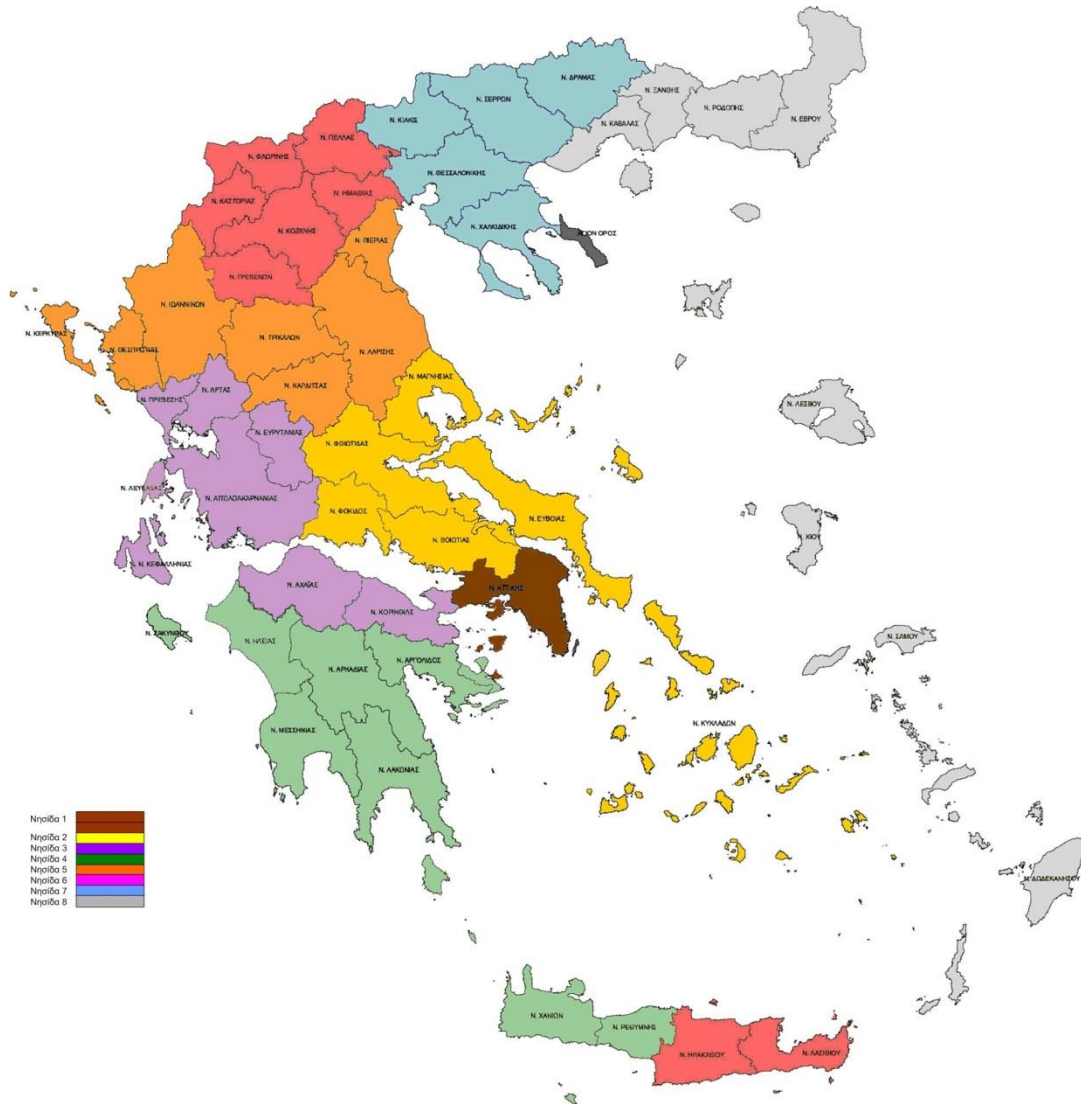 Ν. ΔΡΑΜΑΣ
Ν. ΞΑΝΘΗΣ
Ν. ΣΕΡΡΩΝ
Ν. ΡΟΔΟΠΗΣ
Ν. ΚΙΛΚΙΣ
Ν. ΚΑΒΑΛΑΣ
Ν. ΕΒΡΟΥ
Ν. ΠΕΛΛΑΣ
Ν. ΦΛΩΡΙΝΗΣ
Ν. ΘΕΣΣΑΛΟΝΙΚΗΣ
Ν. ΗΜΑΘΙΑΣ
Ν. ΚΑΣΤΟΡΙΑΣ
Ν. ΚΟΖΑΝΗΣ
Ν. ΧΑΛΚΙΔΙΚΗΣ
ΑΓΙΟΝ ΟΡΟΣ
Ν. ΠΙΕΡΙΑΣ
Ν. ΓΡΕΒΕΝΩΝ
Ν. ΙΩΑΝΝΙΝΩΝ
Ν. ΚΕΡΚΥΡΑΣ
Ν. ΤΡΙΚΑΛΩΝ
Ν. ΘΕΣΠΡΩΤΙΑΣ
Ν. ΛΑΡΙΣΗΣ
Ν. ΜΑΓΝΗΣΙΑΣ
Ν. ΚΑΡΔΙΤΣΑΣ
Ν. ΑΡΤΑΣ
Ν. ΠΡΕΒΕΖΗΣ
Ν. ΛΕΣΒΟΥ
Ν. ΕΥΡΥΤΑΝΙΑΣ
Ν. ΦΘΙΩΤΙΔΑΣ
Ν. ΛΕΥΚΑΔΑΣ
Ν. ΑΙΤΩΛΟΑΚΑΡΝΑΝΙΑΣ
Ν. ΦΩΚΙΔΟΣ
Ν. ΕΥΒΟΙΑΣ
Ν. ΒΟΙΩΤΙΑΣ
Ν. ΧΙΟΥ
Ν. ΚΕΦΑΛΛΗΝΙΑΣ
Ν. ΑΧΑΪΑΣ
Ν. ΑΤΤΙΚΗΣ
Ν. ΚΟΡΙΝΘΙΑΣ
Ν. ΖΑΚΥΝΘΟΥ
Ν. ΗΛΕΙΑΣ
Ν. ΣΑΜΟΥ
Ν. ΑΡΓΟΛΙΔΟΣ
Ν. ΑΡΚΑΔΙΑΣ
6
Ν. ΚΥΚΛΑΔΩΝ
Ν. ΜΕΣΣΗΝΙΑΣ
Ν. ΛΑΚΩΝΙΑΣ
Νησίδα 1
Νησίδα 2
Νησίδα 3
Νησίδα 4
Νησίδα 5
Νησίδα 6
Νησίδα 7
Νησίδα 8
Ν. ΔΩΔΕΚΑΝΗΣΟΥ
Ν. ΧΑΝΙΩΝ
Ν. ΡΕΘΥΜΝΗΣ
Ν. ΗΡΑΚΛΕΙΟΥ
Ν. ΛΑΣΙΘΙΟΥ